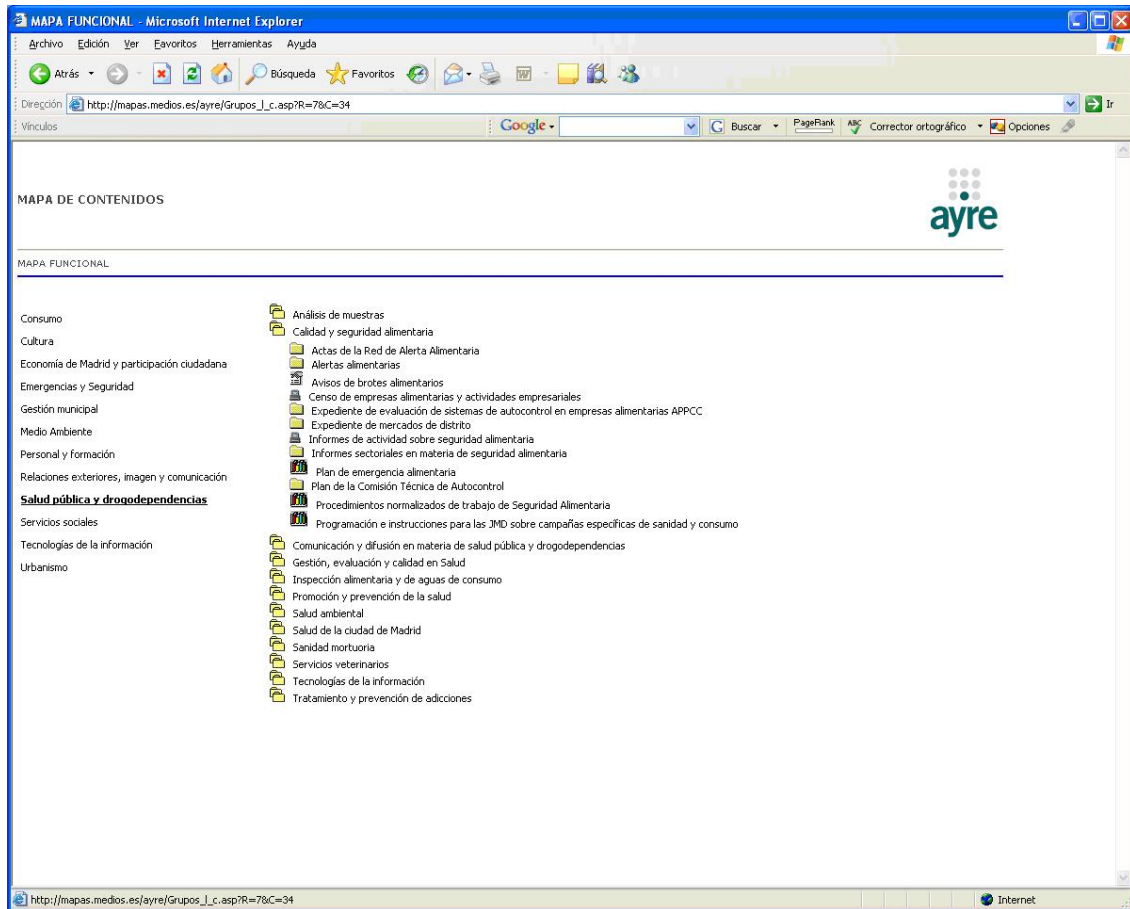 MAPA FUNCIONAL - Microsoft Internet Explorer
Archivo Edición Ver Favoritos Herramientas Ayuda
Atrás Búsqueda Favoritos
Dirección http://mapas.medios.es/ayre/Grupos_l_c.asp?R=7&C=34 Ir
Vínculos Google Buscar PageRank ABC Corrector ortográfico Opciones
MAPA DE CONTENIDOS
ayre
MAPA FUNCIONAL
Consumo
Cultura
Economía de Madrid y participación ciudadana
Emergencias y Seguridad
Gestión municipal
Medio Ambiente
Personal y formación
Relaciones exteriores, imagen y comunicación
Salud pública y drogodependencias
Servicios sociales
Tecnologías de la información
Urbanismo
Análisis de muestras
Calidad y seguridad alimentaria
Actas de la Red de Alerta Alimentaria
Alertas alimentarias
Avisos de brotes alimentarios
Censo de empresas alimentarias y actividades empresariales
Expediente de evaluación de sistemas de autocontrol en empresas alimentarias APPCC
Expediente de mercados de distrito
Informes de actividad sobre seguridad alimentaria
Informes sectoriales en materia de seguridad alimentaria
Plan de emergencia alimentaria
Plan de la Comisión Técnica de Autocontrol
Procedimientos normalizados de trabajo de Seguridad Alimentaria
Programación e instrucciones para las JMD sobre campañas específicas de sanidad y consumo
Comunicación y difusión en materia de salud pública y drogodependencias
Gestión, evaluación y calidad en Salud
Inspección alimentaria y de aguas de consumo
Promoción y prevención de la salud
Salud ambiental
Salud de la ciudad de Madrid
Sanidad mortuoria
Servicios veterinarios
Tecnologías de la información
Tratamiento y prevención de adicciones
http://mapas.medios.es/ayre/Grupos_l_c.asp?R=7&C=34 Internet